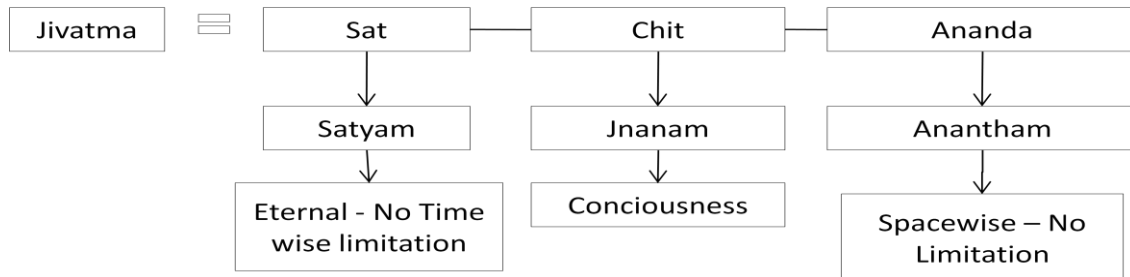 Jivatma = Sat Chit Ananda
Satyam Jnanam Anantham
Eternal - No Time
wise limitation
Conciousness
Spacewise – No
Limitation